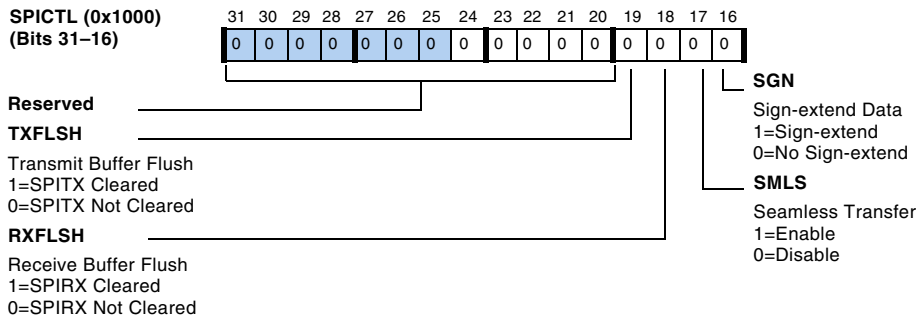 SPICTL (0x1000)
(Bits 31–16)
31 30 29 28 27 26 25 24 23 22 21 20 19 18 17 16
0 0 0 0 0 0 0 0 0 0 0 0 0 0 0 0
Reserved
TXFLSH
Transmit Buffer Flush
1=SPITX Cleared
0=SPITX Not Cleared
RXFLSH
Receive Buffer Flush
1=SPIRX Cleared
0=SPIRX Not Cleared
SGN
Sign-extend Data
1=Sign-extend
0=No Sign-extend
SMLS
Seamless Transfer
1=Enable
0=Disable